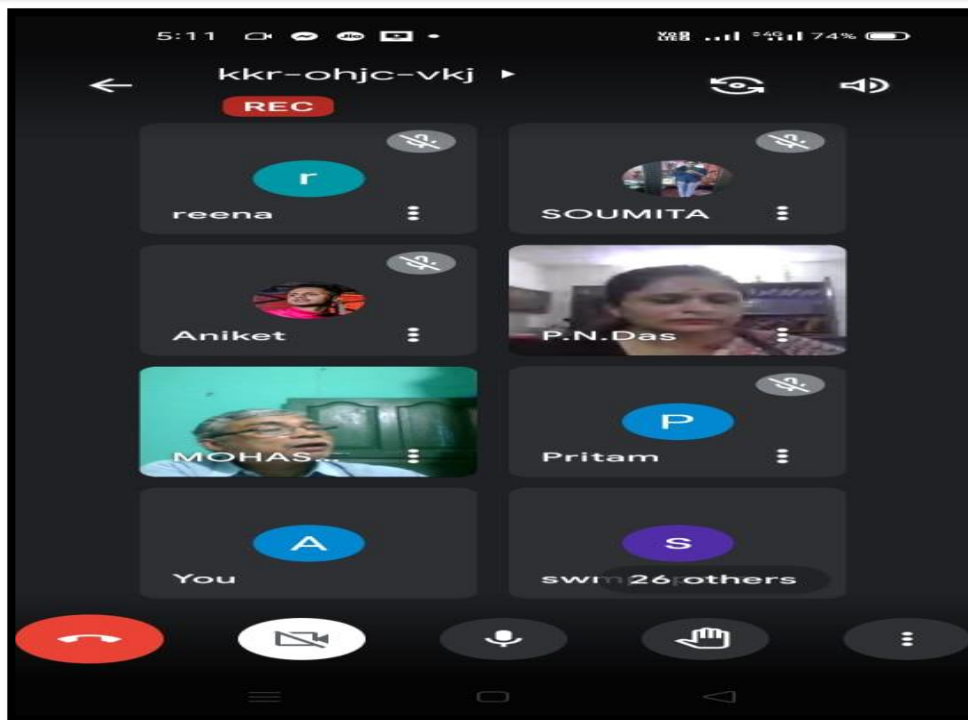 5:11 74%
kkr-ohjc-vkj
REC
r
reena
SOUMITA
Aniket
P.N.Das
MOHAS...
P
Pritam
A
You
s
26 others